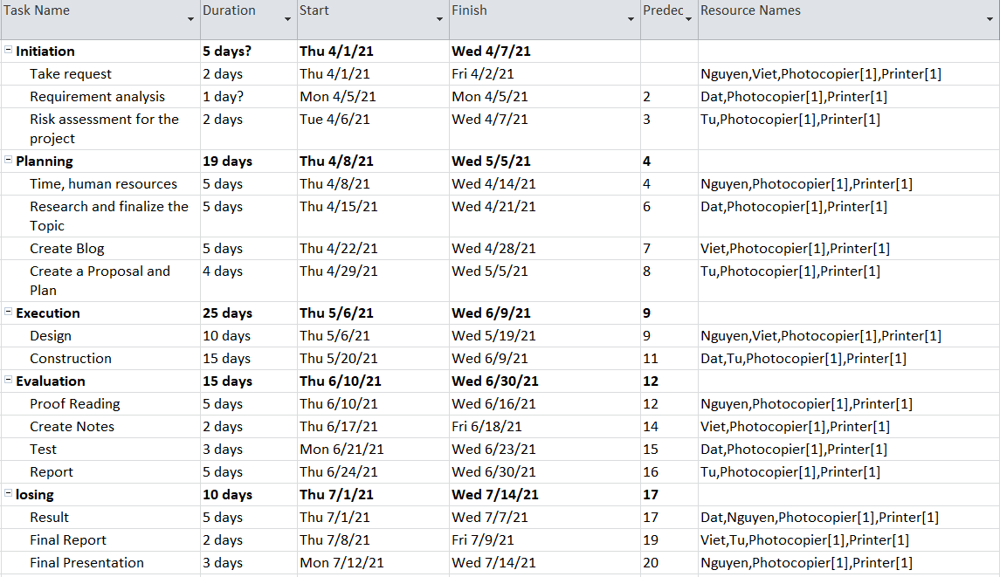 Task Name Duration Start Finish Predec Resource Names
Initiation 5 days? Thu 4/1/21 Wed 4/7/21
Take request 2 days Thu 4/1/21 Fri 4/2/21 Nguyen,Viet,Photocopier[1],Printer[1]
Requirement analysis 1 day? Mon 4/5/21 Mon 4/5/21 2 Dat,Photocopier[1],Printer[1]
Risk assessment for the 2 days Tue 4/6/21 Wed 4/7/21 3 Tu,Photocopier[1],Printer[1]
project
Planning 19 days Thu 4/8/21 Wed 5/5/21 4
Time, human resources 5 days Thu 4/8/21 Wed 4/14/21 4 Nguyen,Photocopier[1],Printer[1]
Research and finalize the 5 days Thu 4/15/21 Wed 4/21/21 6 Dat,Photocopier[1],Printer[1]
Topic
Create Blog 5 days Thu 4/22/21 Wed 4/28/21 7 Viet,Photocopier[1],Printer[1]
Create a Proposal and 4 days Thu 4/29/21 Wed 5/5/21 8 Tu,Photocopier[1],Printer[1]
Plan
Execution 25 days Thu 5/6/21 Wed 6/9/21 9
Design 10 days Thu 5/6/21 Wed 5/19/21 9 Nguyen,Viet,Photocopier[1],Printer[1]
Construction 15 days Thu 5/20/21 Wed 6/9/21 11 Dat,Tu,Photocopier[1],Printer[1]
Evaluation 15 days Thu 6/10/21 Wed 6/30/21 12
Proof Reading 5 days Thu 6/10/21 Wed 6/16/21 12 Nguyen,Photocopier[1],Printer[1]
Create Notes 2 days Thu 6/17/21 Fri 6/18/21 14 Viet,Photocopier[1],Printer[1]
Test 3 days Mon 6/21/21 Wed 6/23/21 15 Dat,Photocopier[1],Printer[1]
Report 5 days Thu 6/24/21 Wed 6/30/21 16 Tu,Photocopier[1],Printer[1]
losing 10 days Thu 7/1/21 Wed 7/14/21 17
Result 5 days Thu 7/1/21 Wed 7/7/21 17 Dat,Nguyen,Photocopier[1],Printer[1]
Final Report 2 days Thu 7/8/21 Fri 7/9/21 19 Viet,Tu,Photocopier[1],Printer[1]
Final Presentation 3 days Mon 7/12/21 Wed 7/14/21 20 Nguyen,Photocopier[1],Printer[1]